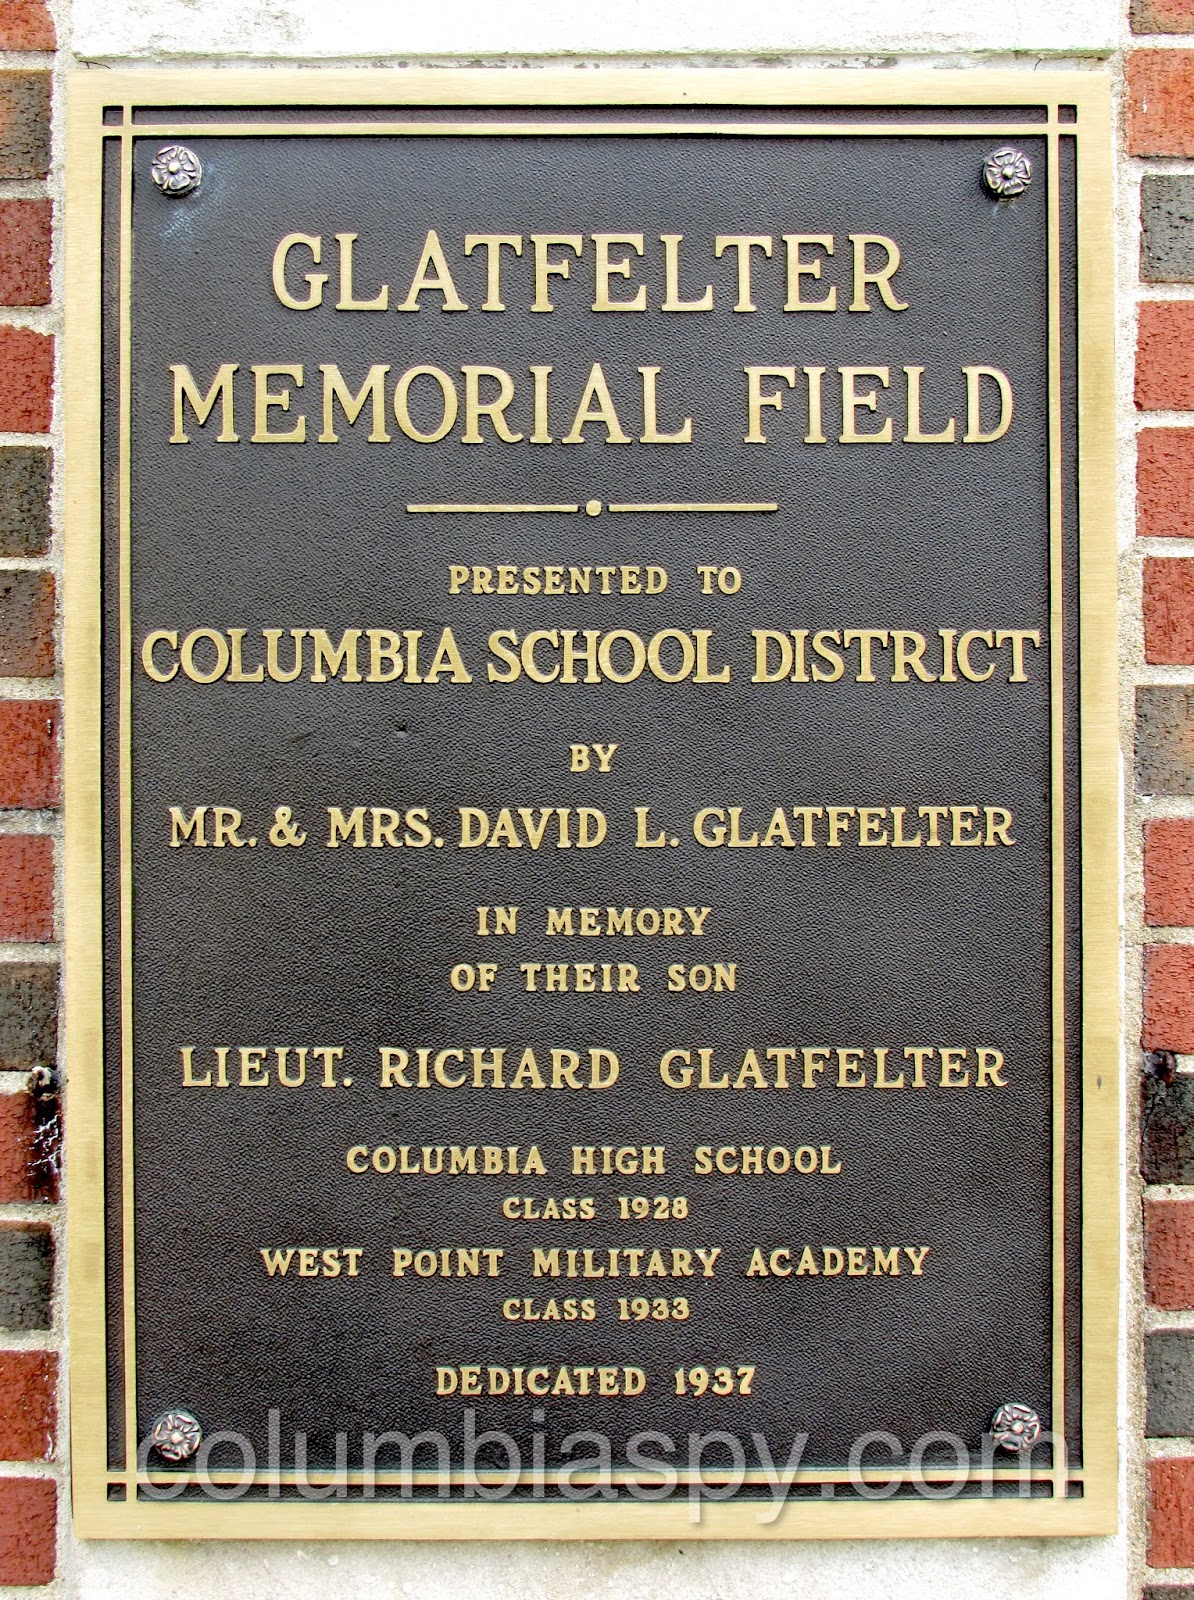 GLATFELTER
MEMORIAL FIELD
PRESENTED TO
COLUMBIA SCHOOL DISTRICT
BY
MR. & MRS. DAVID L. GLATFELTER
IN MEMORY
OF THEIR SON
LIEUT. RICHARD GLATFELTER
COLUMBIA HIGH SCHOOL
CLASS 1928
WEST POINT MILITARY ACADEMY
CLASS 1933
DEDICATED 1937
columbiaspy.com